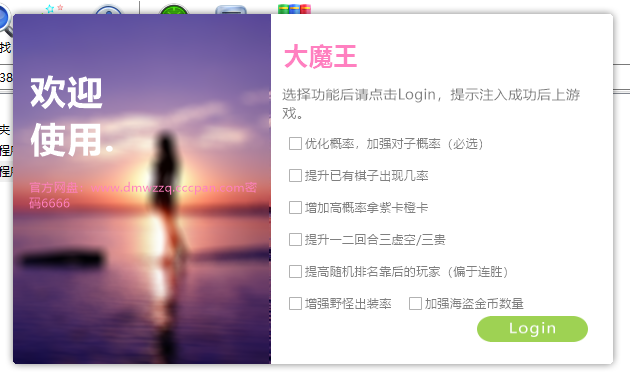 找
38
夹
程序
程序
欢迎
使用.
官方网盘：www.dmwzzq.cccpan.com密
码6666
大魔王
选择功能后请点击Login，提示注入成功后上游
戏。
优化概率，加强对子概率（必选）
提升已有棋子出现几率
增加高概率拿紫卡橙卡
提升一二回合三虚空/三贵
提高随机排名靠后的玩家（偏于连胜）
增强野怪出装率 加强海盗金币数量
Login